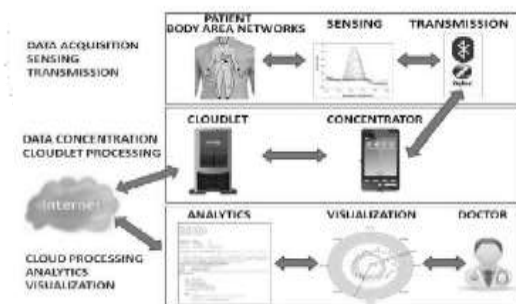 PATIENT
BODY AREA NETWORKS
SENSING
TRANSMISSION
DATA ACQUISITION
SENSING
TRANSMISSION
CLOUDLET
CONCENTRATOR
DATA CONCENTRATION
CLOUDLET PROCESSING
Internet
ANALYTICS
VISUALIZATION
DOCTOR
CLOUD PROCESSING
ANALYTICS
VISUALIZATION